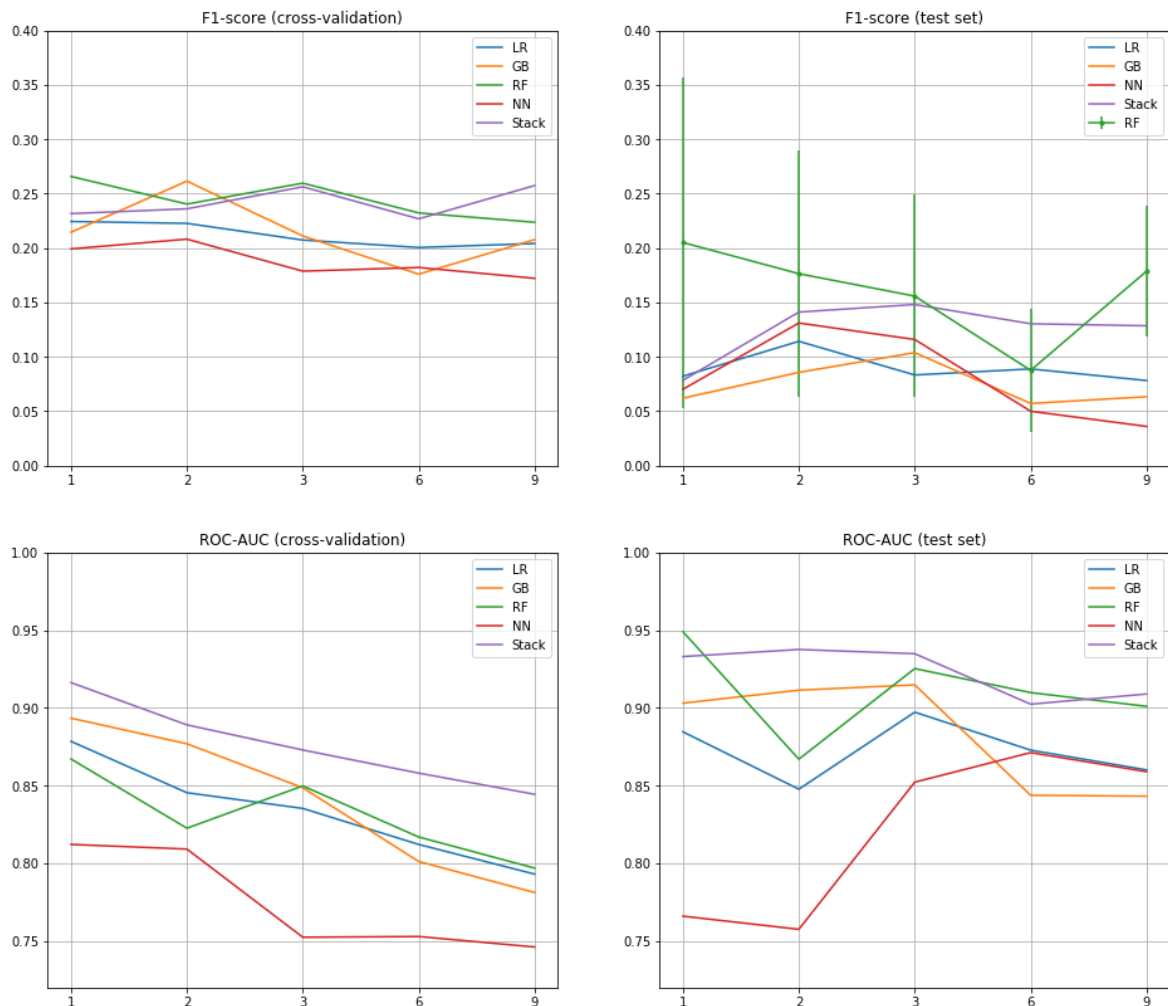 F1-score (cross-validation)
0.40
0.35
0.30
0.25
0.20
0.15
0.10
0.05
0.00
1 2 3 6 9
LR
GB
RF
NN
Stack
F1-score (test set)
0.40
0.35
0.30
0.25
0.20
0.15
0.10
0.05
0.00
1 2 3 6 9
LR
GB
NN
Stack
RF
ROC-AUC (cross-validation)
1.00
0.95
0.90
0.85
0.80
0.75
1 2 3 6 9
LR
GB
RF
NN
Stack
ROC-AUC (test set)
1.00
0.95
0.90
0.85
0.80
0.75
1 2 3 6 9
LR
GB
RF
NN
Stack